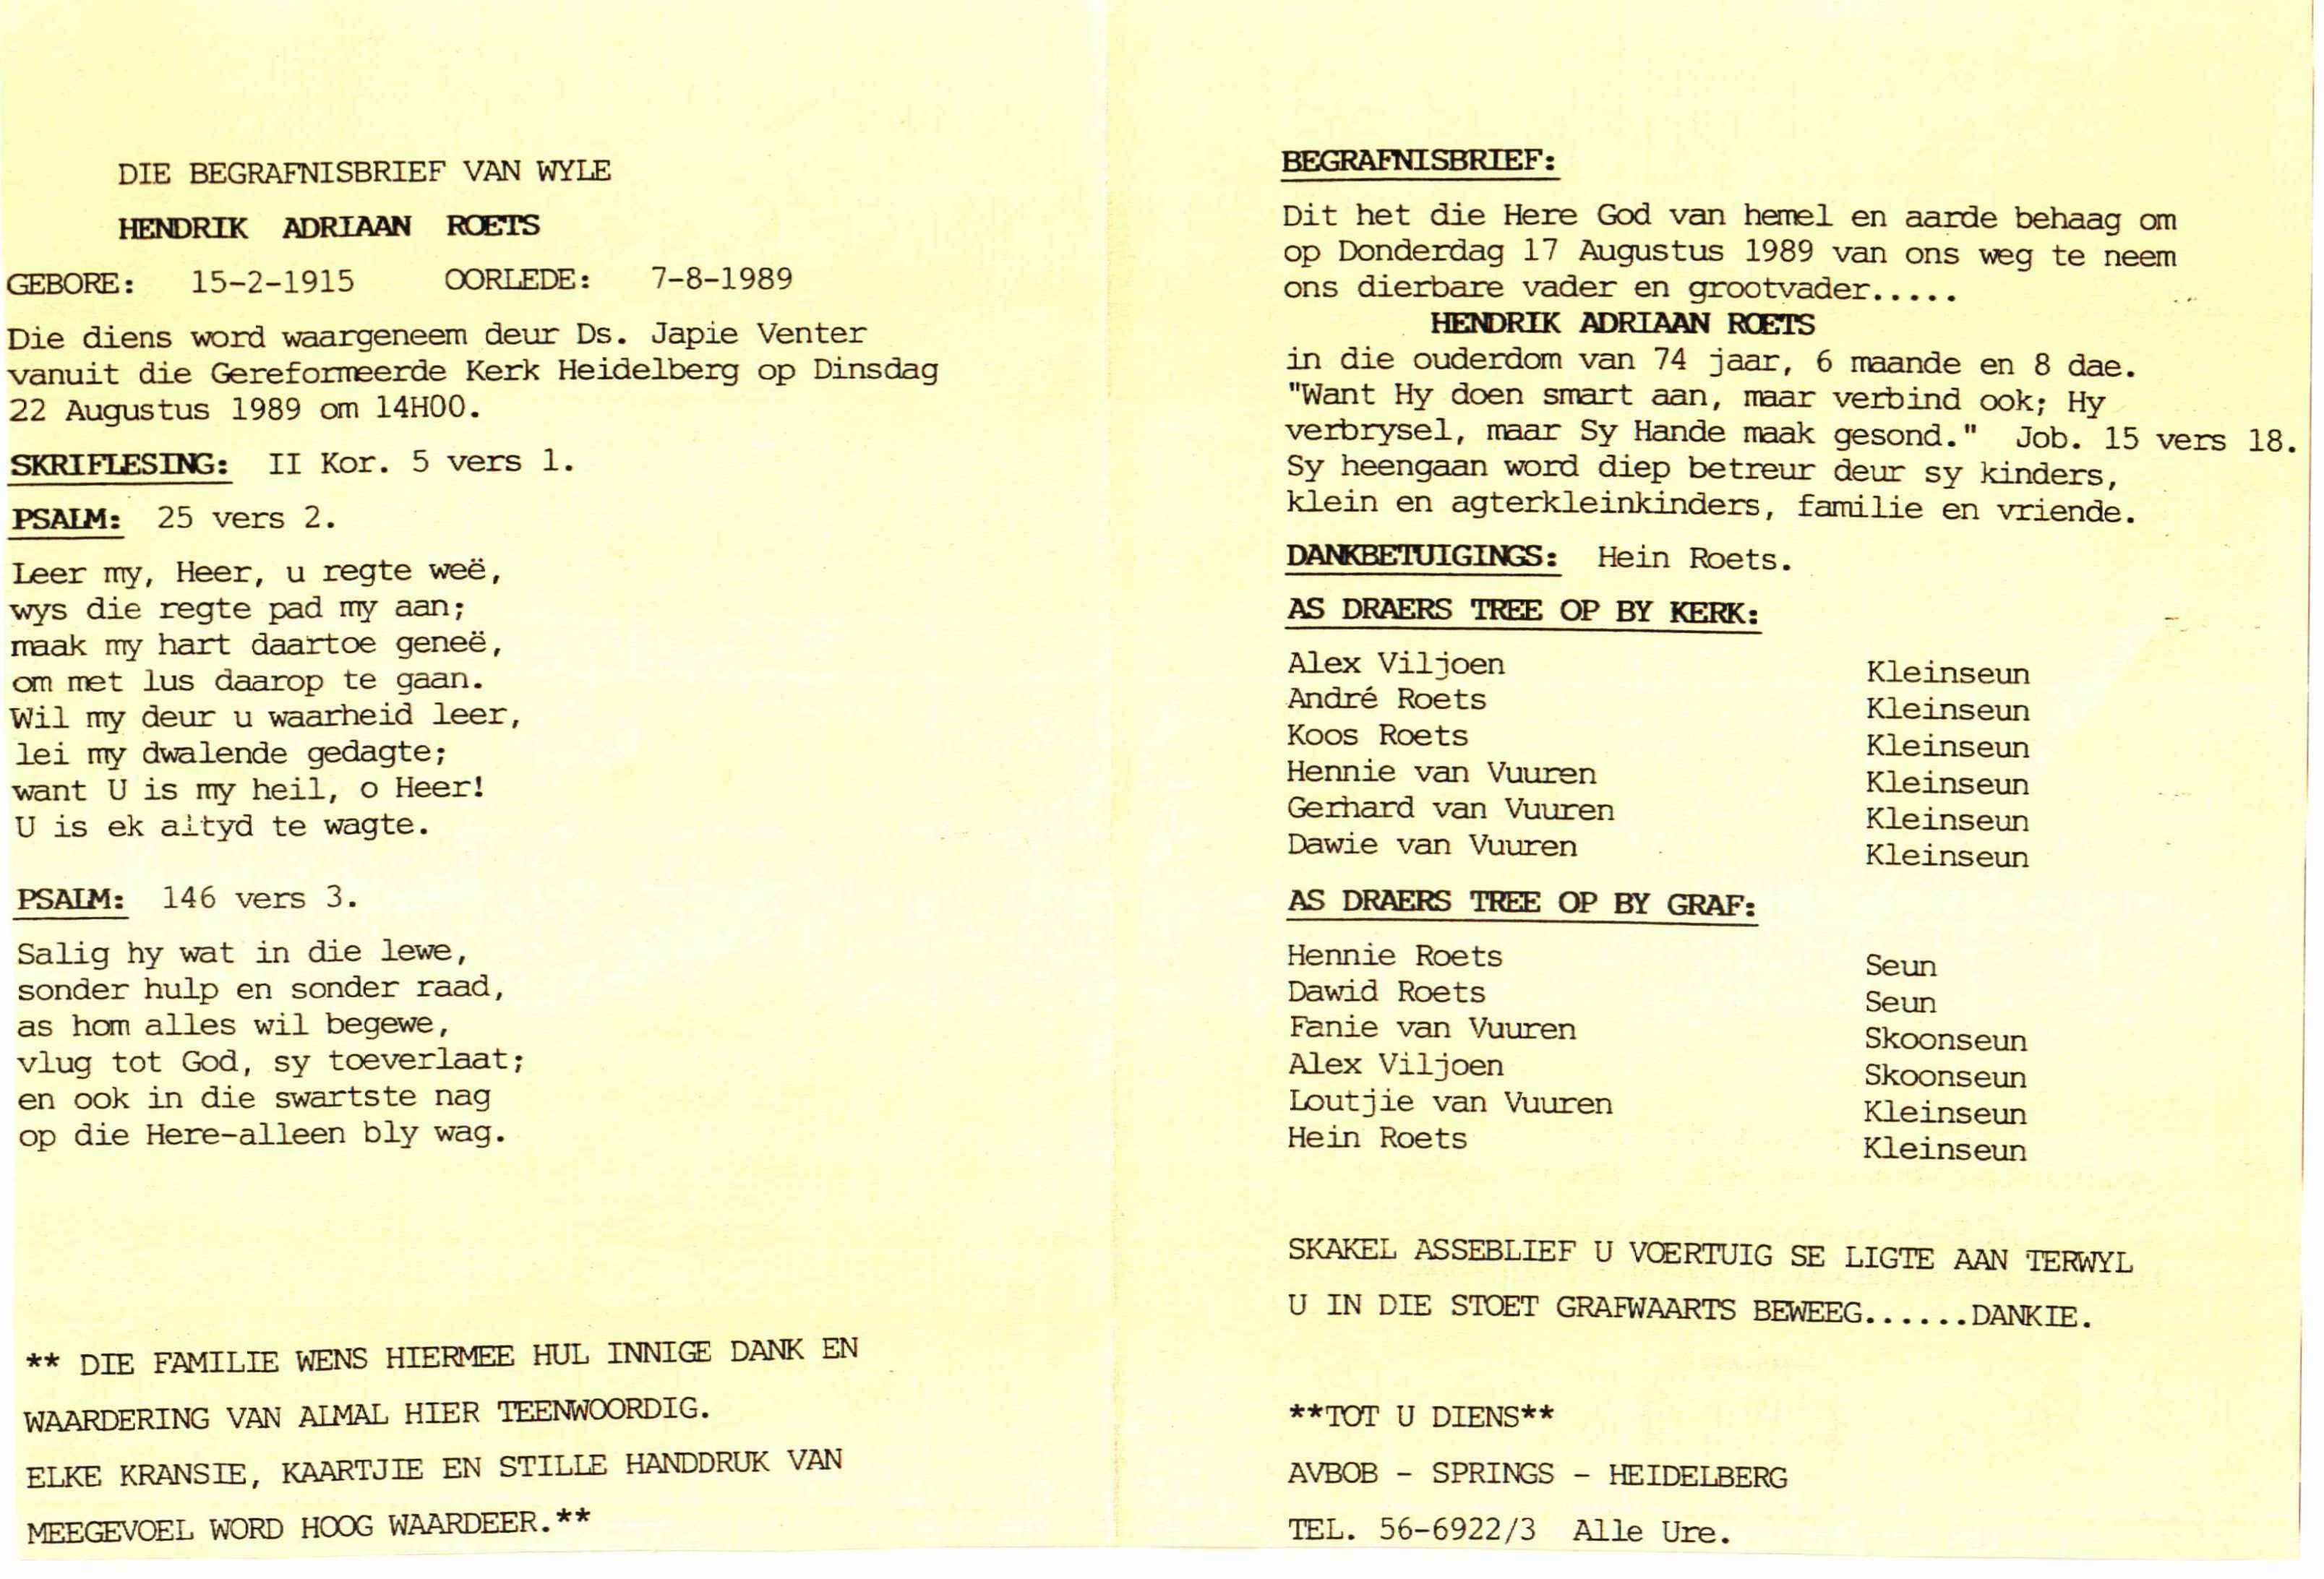 DIE BEGRAFNISBRIEF VAN WYLE
HENDRIK ADRIAAN ROETS
GEBORE: 15-2-1915 OORLEDE: 7-8-1989
Die diens word waargeneem deur Ds. Japie Venter
vanuit die Gereformeerde Kerk Heidelberg op Dinsdag
22 Augustus 1989 om 14H00.
SKRIFLESING: II Kor. 5 vers 1.
PSALM: 25 vers 2.
Leer my, Heer, u regte weë,
wys die regte pad my aan;
maak my hart daartoe geneë,
om met lus daarop te gaan.
Wil my deur u waarheid leer,
lei my dwalende gedagte;
want U is my heil, o Heer!
U is ek altyd te wagte.
PSALM: 146 vers 3.
Salig hy wat in die lewe,
sonder hulp en sonder raad,
as hom alles wil begewe,
vlug tot God, sy toeverlaat;
en ook in die swartste nag
op die Here-alleen bly wag.
** DIE FAMILIE WENS HIERMEE HUL INNIGE DANK EN
WAARDERING VAN ALMAL HIER TEENWOORDIG.
ELKE KRANSIE, KAARTJIE EN STILLE HANDDRUK VAN
MEEGEVOEL WORD HOOG WAARDEER.**
BEGRAFNISBRIEF:
Dit het die Here God van hemel en aarde behaag om
op Donderdag 17 Augustus 1989 van ons weg te neem
ons dierbare vader en grootvader.....
HENDRIK ADRIAAN ROETS
in die ouderdom van 74 jaar, 6 maande en 8 dae.
"Want Hy doen smart aan, maar verbind ook; Hy
verbrysel, maar Sy Hande maak gesond." Job. 15 vers 18.
Sy heengaan word diep betreur deur sy kinders,
klein en agterkleinkinders, familie en vriende.
DANKBETUIGINGS: Hein Roets.
AS DRAERS TREE OP BY KERK:
Alex Viljoen Kleinseun
André Roets Kleinseun
Koos Roets Kleinseun
Hennie van Vuuren Kleinseun
Gerhard van Vuuren Kleinseun
Dawie van Vuuren Kleinseun
AS DRAERS TREE OP BY GRAF:
Hennie Roets Seun
Dawid Roets Seun
Fanie van Vuuren Skoonseun
Alex Viljoen Skoonseun
Loutjie van Vuuren Kleinseun
Hein Roets Kleinseun
SKAKEL ASSEBLIEF U VOERTUIG SE LIGTE AAN TERWYL
U IN DIE STOET GRAFWAARTS BEWEEG......DANKIE.
**TOT U DIENS**
AVBOB - SPRINGS - HEIDELBERG
TEL. 56-6922/3 Alle Ure.